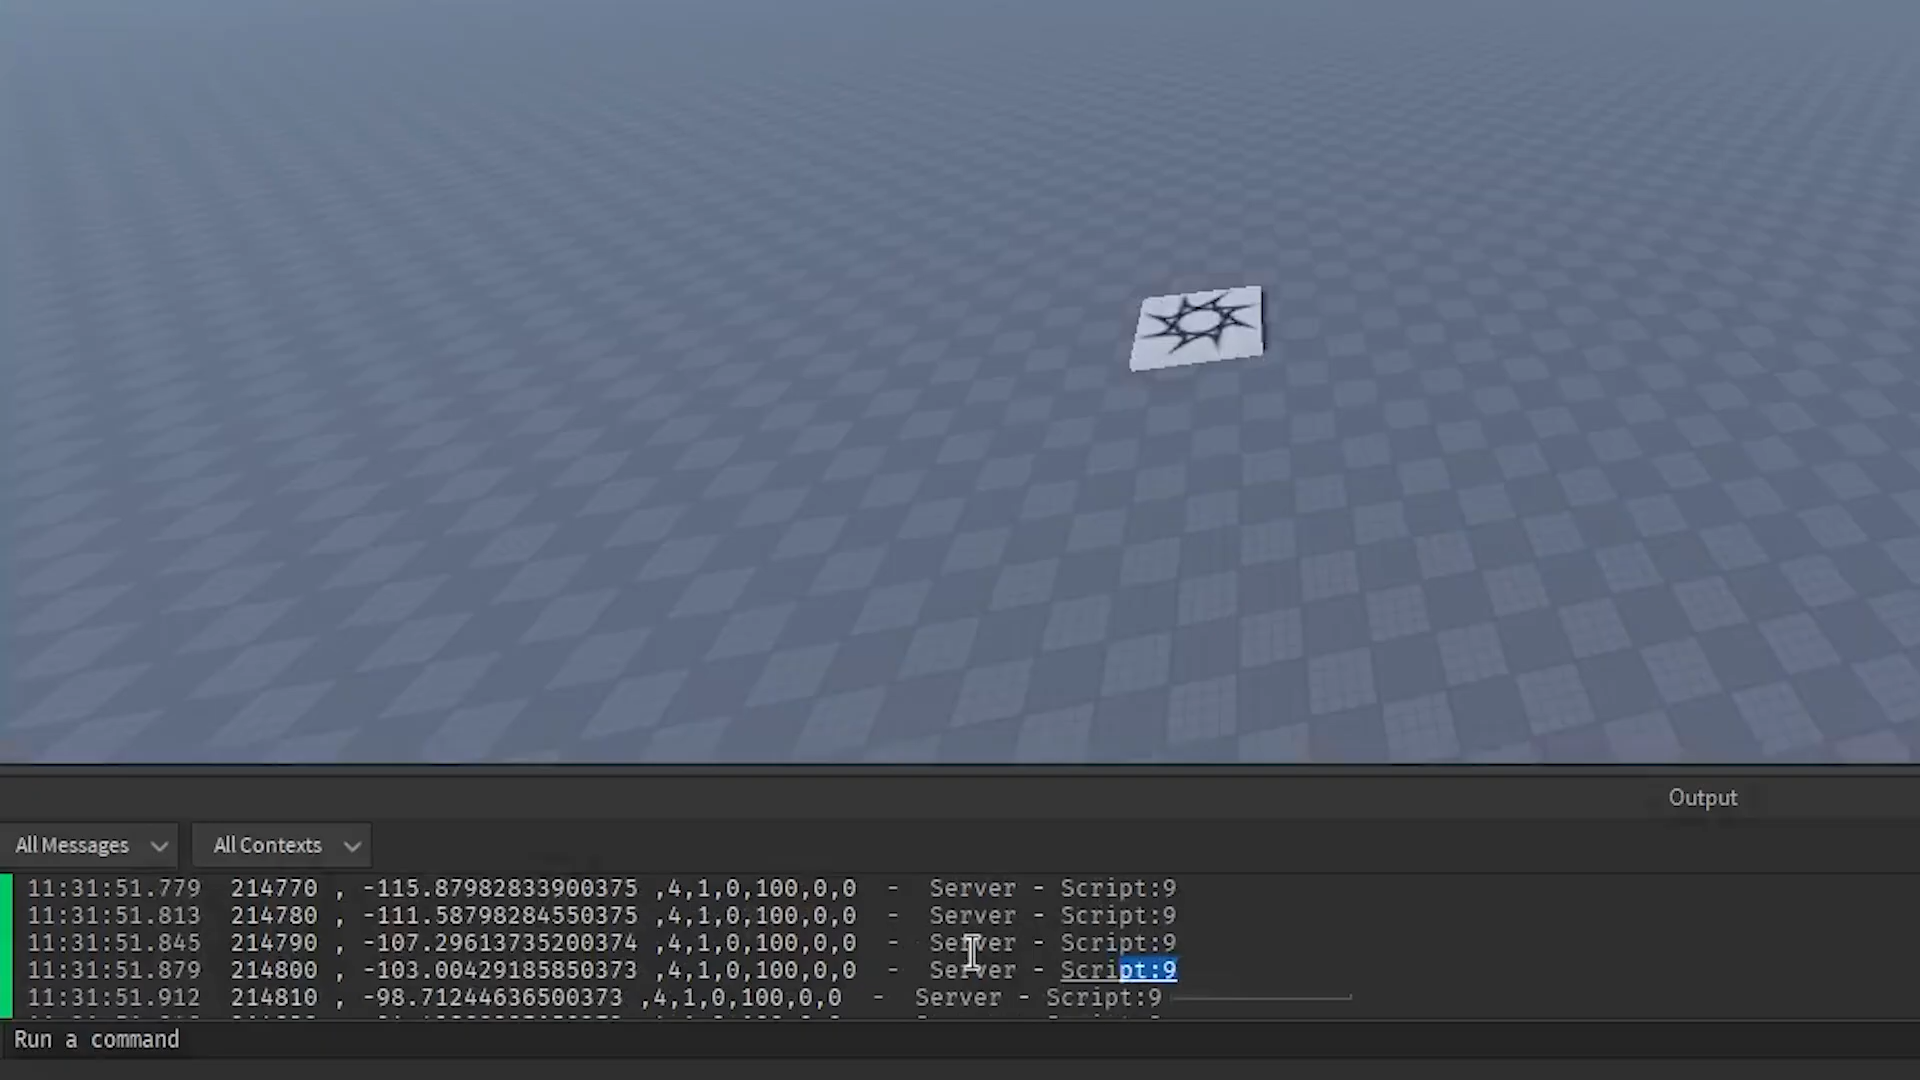 Output
All Messages
All Contexts
11:31:51.779 214770 , -115.87982833900375 ,4,1,0,100,0,0 - Server - Script:9
11:31:51.813 214780 , -111.58798284550375 ,4,1,0,100,0,0 - Server - Script:9
11:31:51.845 214790 , -107.29613735200374 ,4,1,0,100,0,0 - Server - Script:9
11:31:51.879 214800 , -103.00429185850373 ,4,1,0,100,0,0 - Server - Script:9
11:31:51.912 214810 , -98.71244636500373 ,4,1,0,100,0,0 - Server - Script:9
Run a command